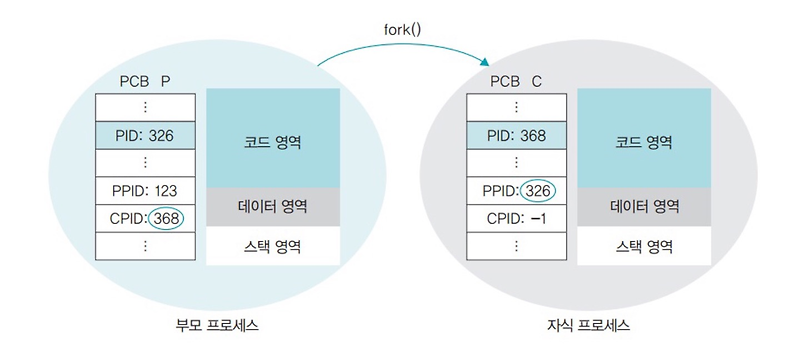 fork()
PCB P
⋮
PID: 326
⋮
PPID: 123
CPID: 368
⋮
코드 영역
데이터 영역
스택 영역
부모 프로세스
PCB C
⋮
PID: 368
⋮
PPID: 326
CPID: -1
⋮
코드 영역
데이터 영역
스택 영역
자식 프로세스